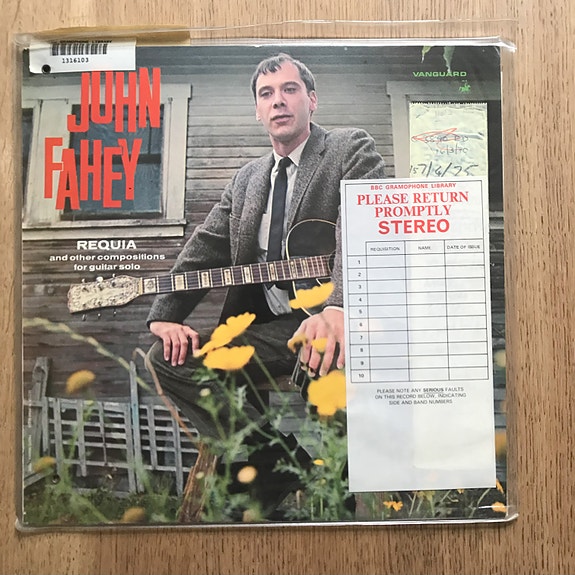 1316103
JOHN
FAHEY
REQUIA
and other compositions
for guitar solo
VANGUARD
BBC GRAMOPHONE LIBRARY
PLEASE RETURN
PROMPTLY
STEREO
REQUISITION NAME DATE OF ISSUE
1
2
3
4
5
6
7
8
9
10
PLEASE NOTE ANY SERIOUS FAULTS
ON THIS RECORD BELOW, INDICATING
SIDE AND BAND NUMBERS